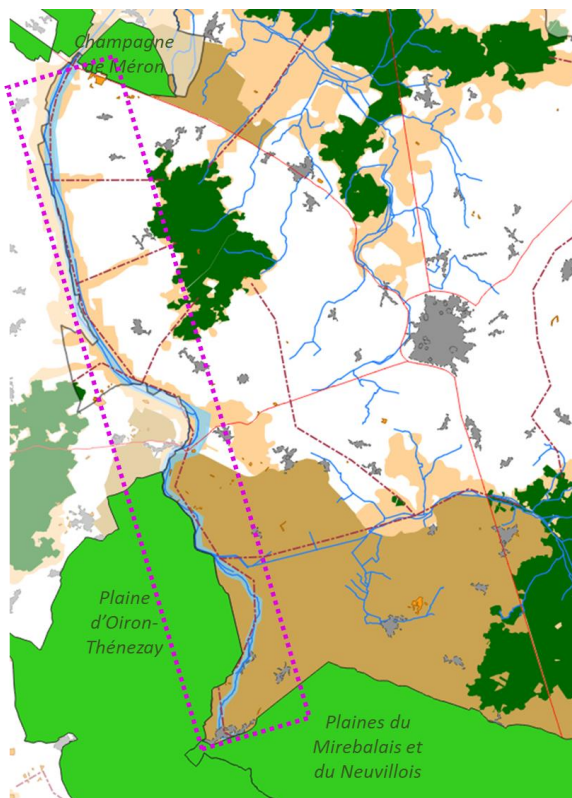 Champagne
de Méron
Plaine
d'Oiron-
Thénezay
Plaines du
Mirebalais et
du Neuvillois